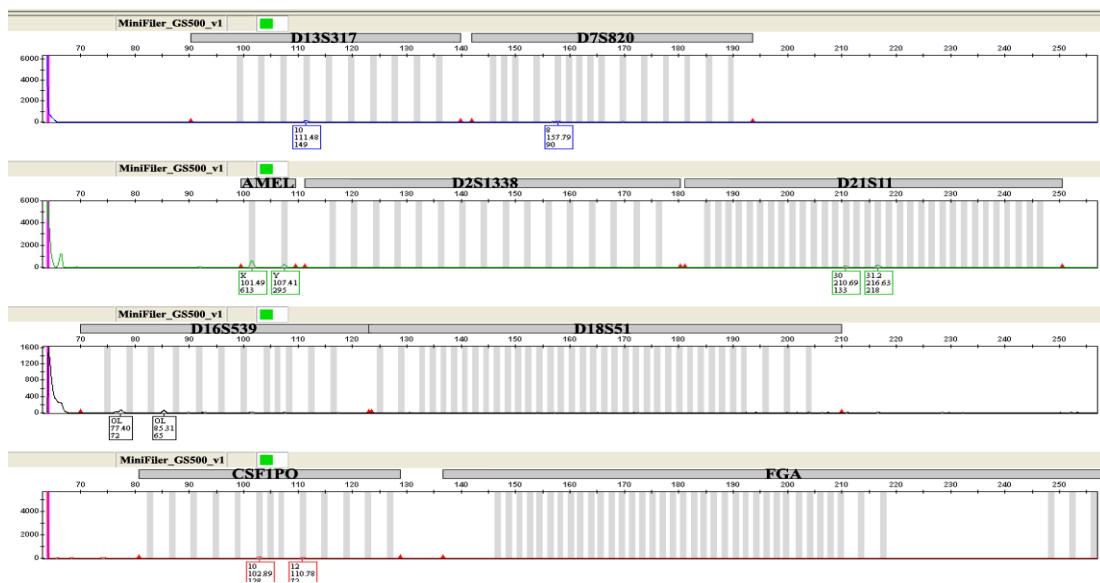 MiniFiler_GS500_v1
D13S317 D7S820
70 80 90 100 110 120 130 140 150 160 170 180 190 200 210 220 230 240 250
6000
4000
2000
0
10 8
111.48 157.79
149 90
MiniFiler_GS500_v1
AMEL D2S1338 D21S11
70 80 90 100 110 120 130 140 150 160 170 180 190 200 210 220 230 240 250
6000
4000
2000
0
X Y 30 31.2
101.49 107.41 210.69 216.63
613 295 133 218
MiniFiler_GS500_v1
D16S539 D18S51
70 80 90 100 110 120 130 140 150 160 170 180 190 200 210 220 230 240 250
1600
1200
800
400
0
OL OL
77.40 85.31
72 65
MiniFiler_GS500_v1
CSF1PO FGA
70 80 90 100 110 120 130 140 150 160 170 180 190 200 210 220 230 240 250
4000
2000
0
10 12
102.89 110.78
128 72